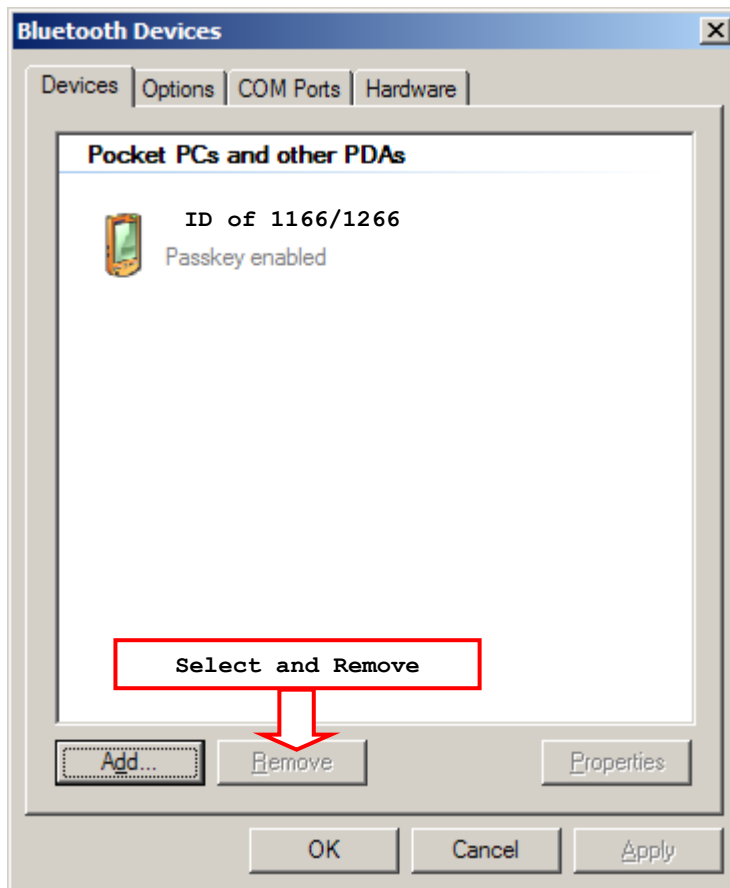 Bluetooth Devices
Devices Options COM Ports Hardware
Pocket PCs and other PDAs
ID of 1166/1266
Passkey enabled
Select and Remove
Add... Remove Properties
OK Cancel Apply